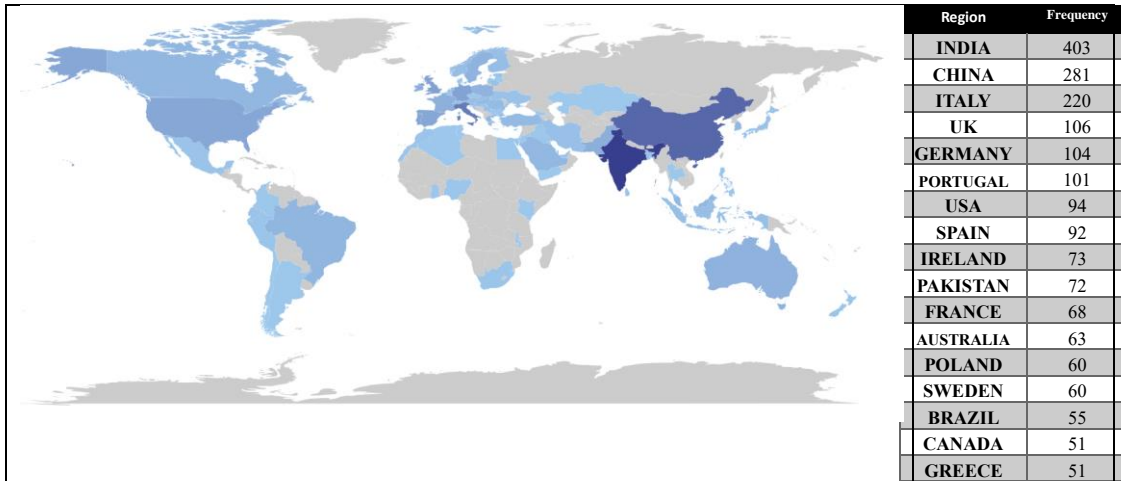 Region Frequency
INDIA 403
CHINA 281
ITALY 220
UK 106
GERMANY 104
PORTUGAL 101
USA 94
SPAIN 92
IRELAND 73
PAKISTAN 72
FRANCE 68
AUSTRALIA 63
POLAND 60
SWEDEN 60
BRAZIL 55
CANADA 51
GREECE 51